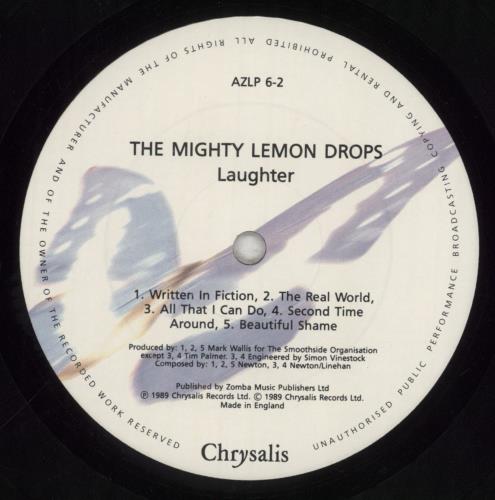 AZLP 6-2
THE MIGHTY LEMON DROPS
Laughter
1. Written In Fiction, 2. The Real World,
3. All That I Can Do, 4. Second Time
Around, 5. Beautiful Shame
Produced by: 1, 2, 5 Mark Wallis for The Smoothside Organisation
except 3, 4 Tim Palmer. 3, 4 Engineered by Simon Vinestock
Composed by: 1, 2, 5 Newton, 3, 4 Newton/Linehan
Published by Zomba Music Publishers Ltd
℗ 1989 Chrysalis Records Ltd. © 1989 Chrysalis Records Ltd.
Made in England
Chrysalis
ALL RIGHTS OF THE MANUFACTURER AND OF THE OWNER OF THE RECORDED WORK RESERVED
UNAUTHORISED PUBLIC PERFORMANCE BROADCASTING COPYING AND RENTAL PROHIBITED